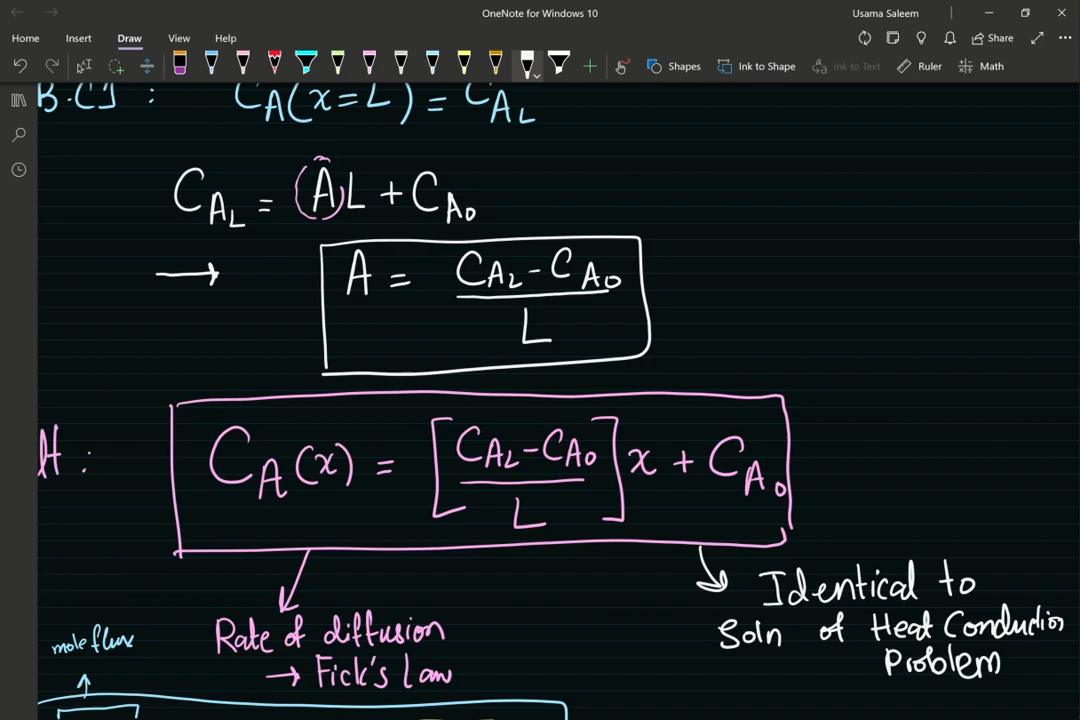 OneNote for Windows 10
Usama Saleem
Home Insert Draw View Help
Share
Shapes Ink to Shape Ink to Text Ruler Math
C_A(x=L) = C_AL
C_AL = (A)L + C_A0
→ A = (C_AL - C_A0) / L
H : C_A(x) = [(C_AL - C_A0) / L] x + C_A0
Identical to
Soln of Heat Conduction
Problem
Rate of diffusion
→ Fick's Law
mole flux